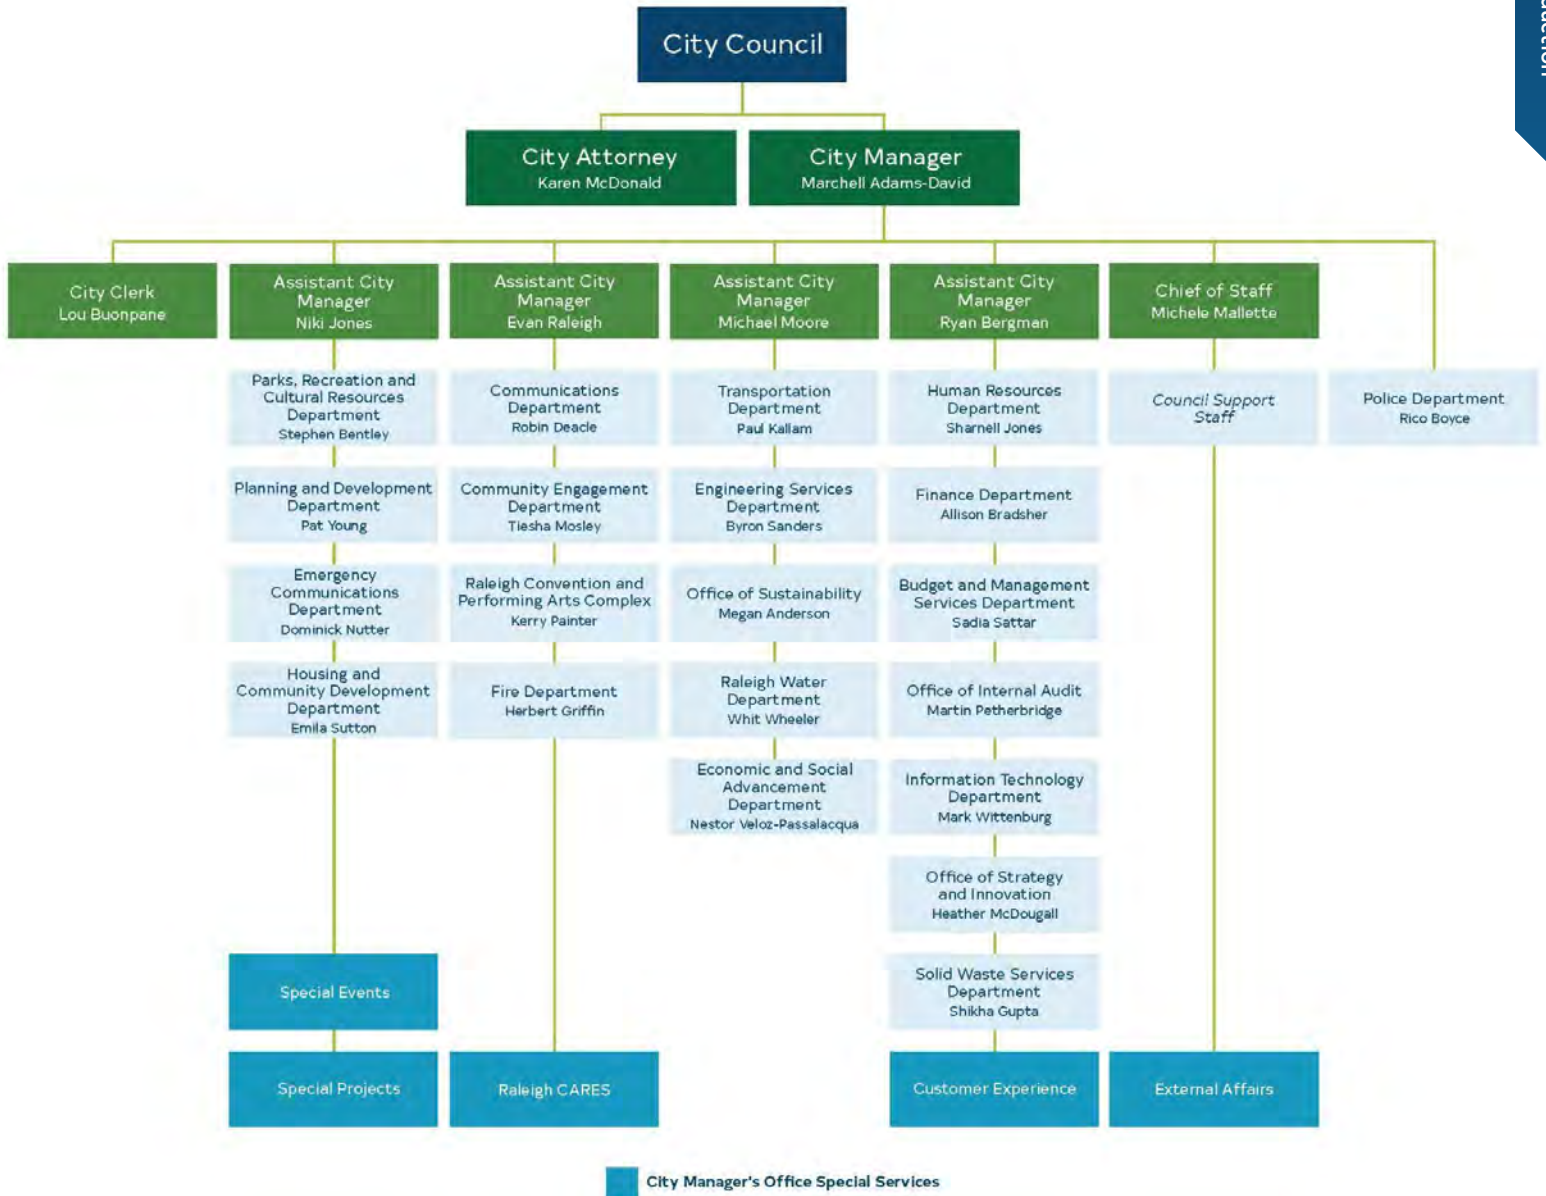 City Council
City Attorney
Karen McDonald
City Manager
Marchell Adams-David
City Clerk
Lou Buonpane
Assistant City
Manager
Niki Jones
Assistant City
Manager
Evan Raleigh
Assistant City
Manager
Michael Moore
Assistant City
Manager
Ryan Bergman
Chief of Staff
Michele Mallette
Parks, Recreation and
Cultural Resources
Department
Stephen Bentley
Communications
Department
Robin Deacle
Transportation
Department
Paul Kallam
Human Resources
Department
Sharnell Jones
Council Support
Staff
Police Department
Rico Boyce
Planning and Development
Department
Pat Young
Community Engagement
Department
Tiesha Mosley
Engineering Services
Department
Byron Sanders
Finance Department
Allison Bradsher
Emergency
Communications
Department
Dominick Nutter
Raleigh Convention and
Performing Arts Complex
Kerry Painter
Office of Sustainability
Megan Anderson
Budget and Management
Services Department
Sadia Sattar
Housing and
Community Development
Department
Emila Sutton
Fire Department
Herbert Griffin
Raleigh Water
Department
Whit Wheeler
Office of Internal Audit
Martin Petherbridge
Economic and Social
Advancement
Department
Nestor Veloz-Passalacqua
Information Technology
Department
Mark Wittenburg
Office of Strategy
and Innovation
Heather McDougall
Special Events
Solid Waste Services
Department
Shikha Gupta
Special Projects
Raleigh CARES
Customer Experience
External Affairs
City Manager's Office Special Services